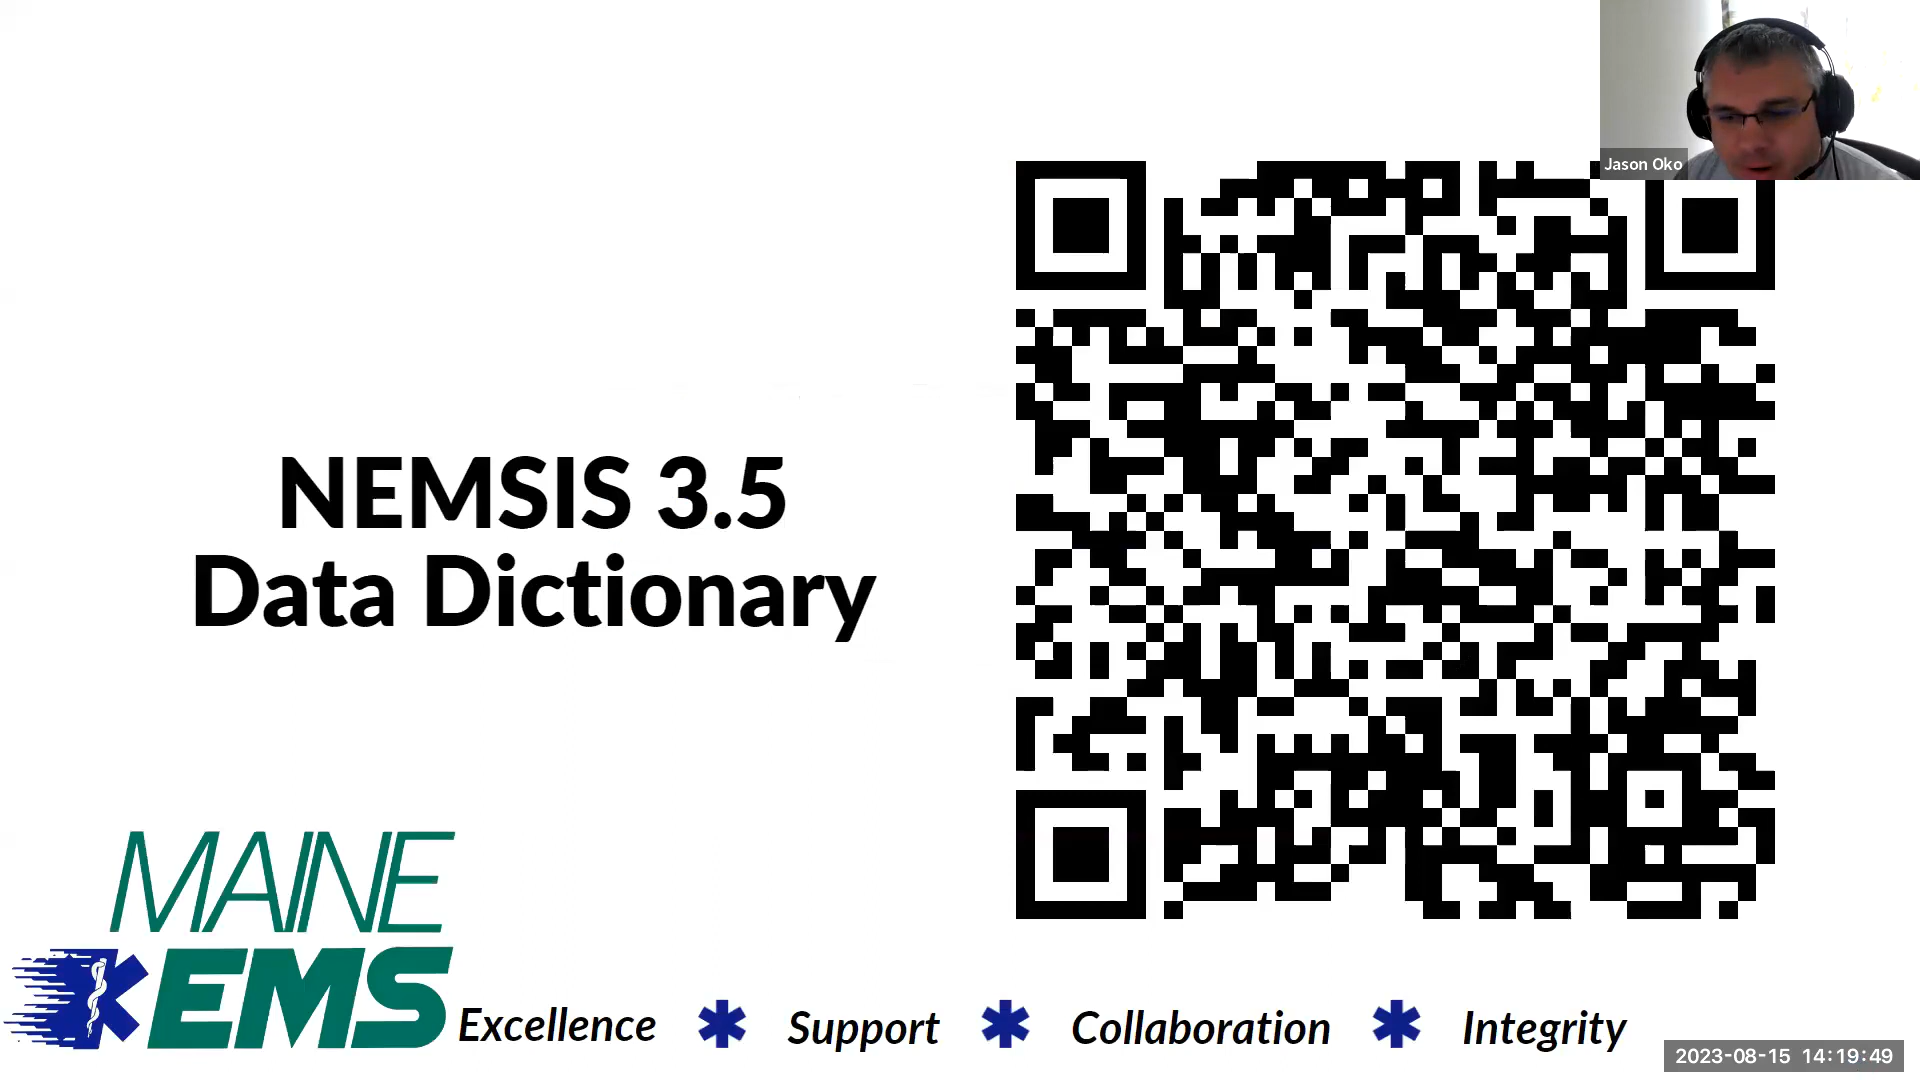 Jason Oko
NEMSIS 3.5
Data Dictionary
MAINE
EMS
Excellence Support Collaboration Integrity
2023-08-15 14:19:49